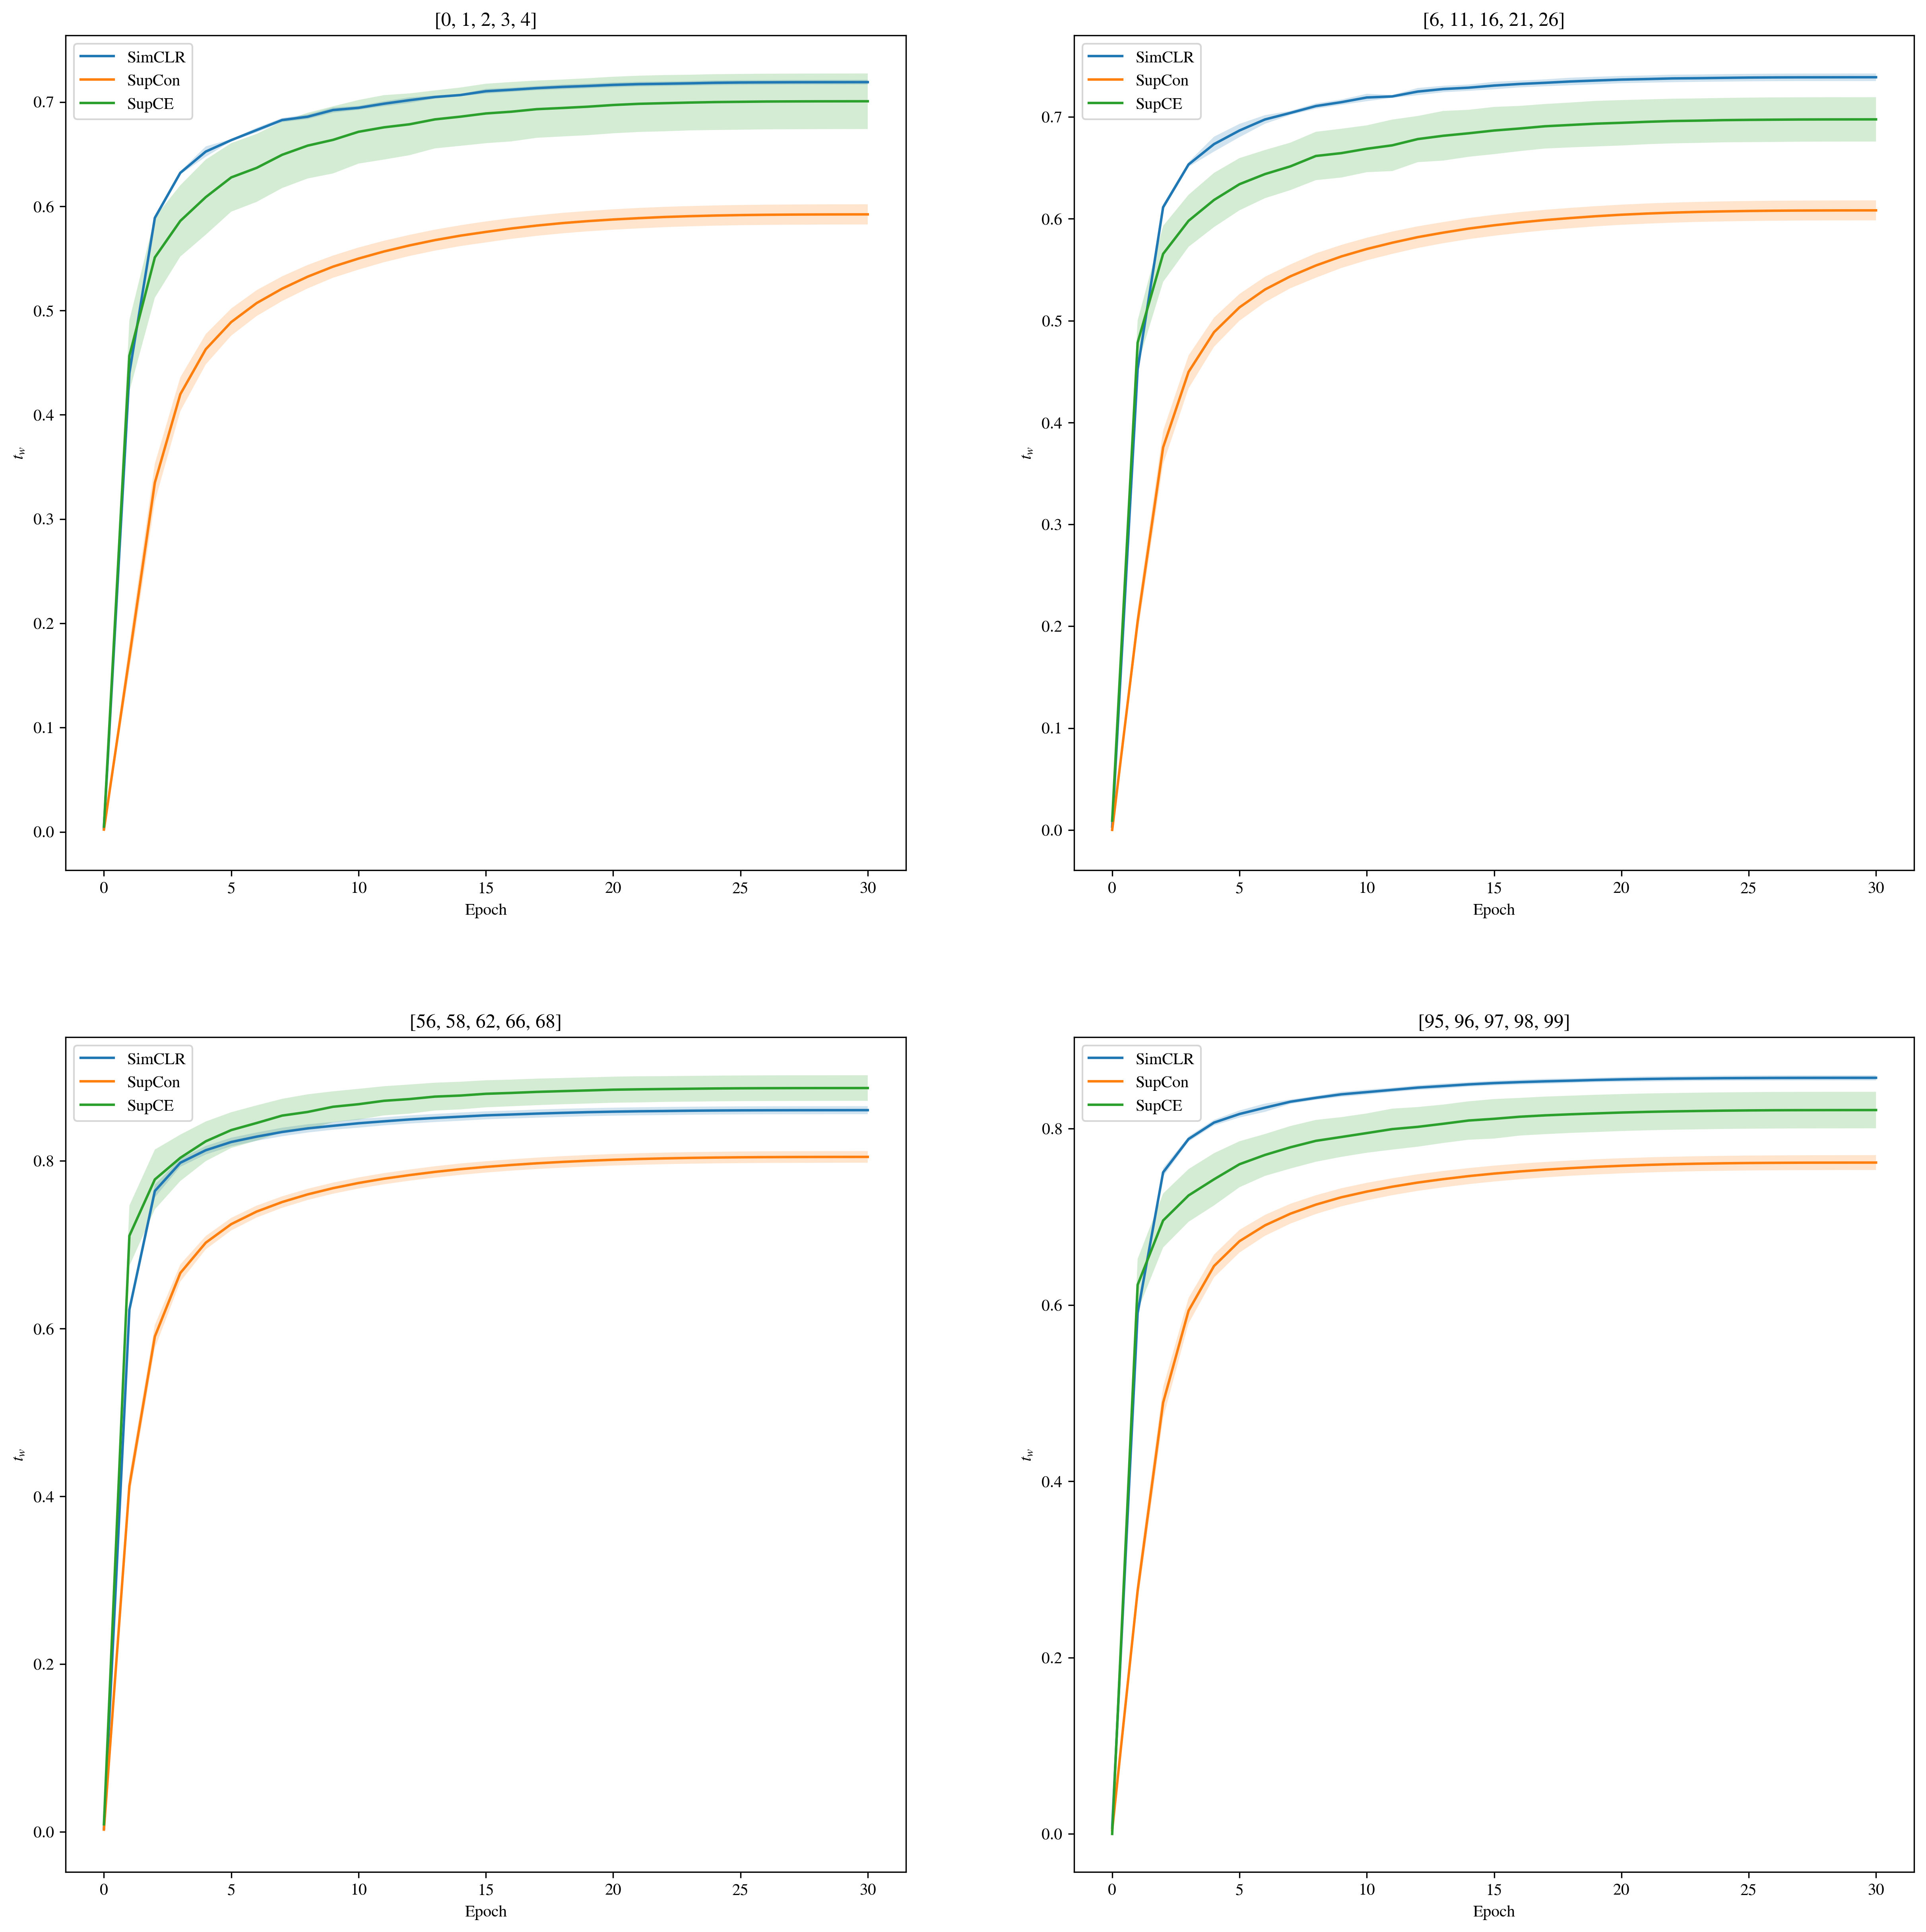 [0, 1, 2, 3, 4]
SimCLR
SupCon
SupCE
0.7
0.6
0.5
0.4
0.3
0.2
0.1
0.0
t_w
0 5 10 15 20 25 30
Epoch
[6, 11, 16, 21, 26]
SimCLR
SupCon
SupCE
0.7
0.6
0.5
0.4
0.3
0.2
0.1
0.0
t_w
0 5 10 15 20 25 30
Epoch
[56, 58, 62, 66, 68]
SimCLR
SupCon
SupCE
0.8
0.6
0.4
0.2
0.0
t_w
0 5 10 15 20 25 30
Epoch
[95, 96, 97, 98, 99]
SimCLR
SupCon
SupCE
0.8
0.6
0.4
0.2
0.0
t_w
0 5 10 15 20 25 30
Epoch